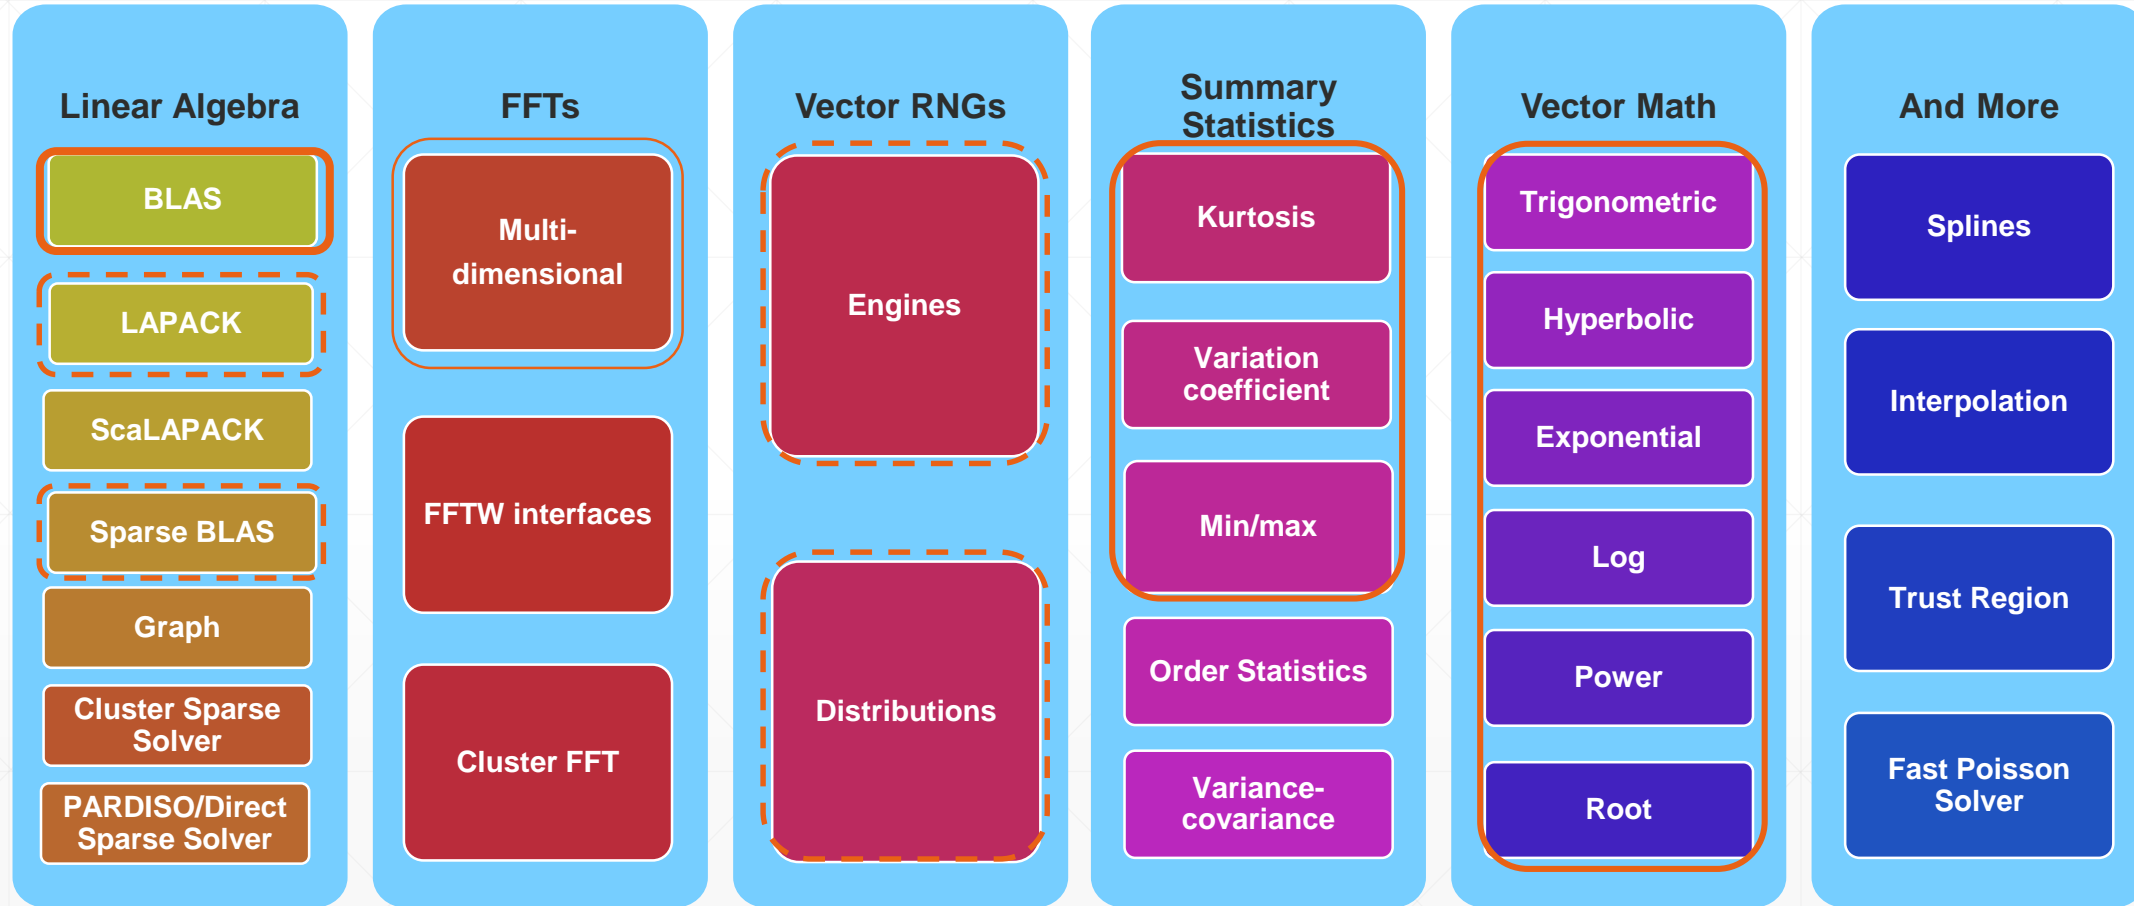 Linear Algebra
BLAS
LAPACK
ScaLAPACK
Sparse BLAS
Graph
Cluster Sparse
Solver
PARDISO/Direct
Sparse Solver
FFTs
Multi-
dimensional
FFTW interfaces
Cluster FFT
Vector RNGs
Engines
Distributions
Summary
Statistics
Kurtosis
Variation
coefficient
Min/max
Order Statistics
Variance-
covariance
Vector Math
Trigonometric
Hyperbolic
Exponential
Log
Power
Root
And More
Splines
Interpolation
Trust Region
Fast Poisson
Solver